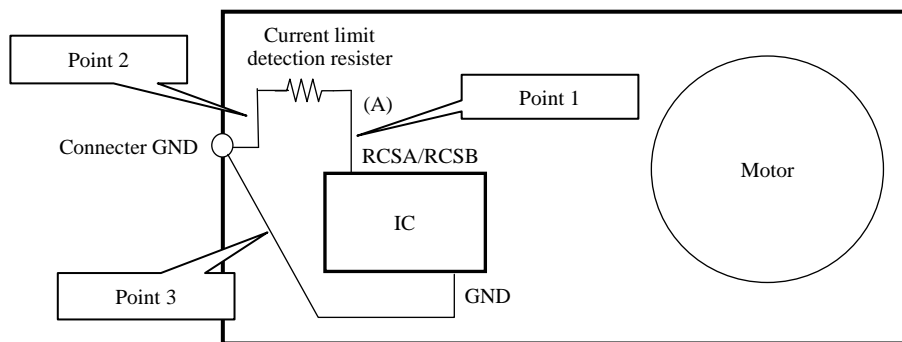 Current limit
detection resister
Point 2
(A)
Point 1
Connecter GND
RCSA/RCSB
Motor
IC
Point 3
GND